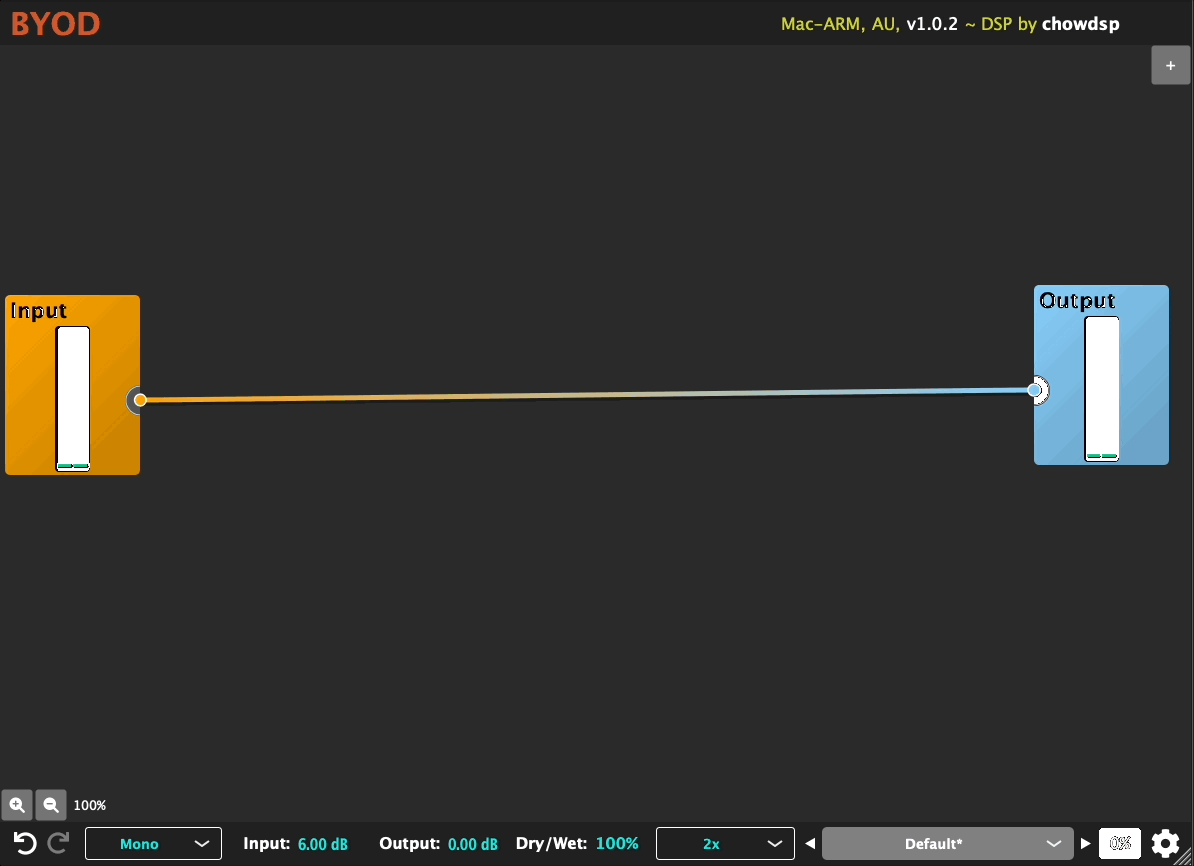 BYOD
Mac-ARM, AU, v1.0.2 ~ DSP by chowdsp
+
Input
Output
100%
Mono
Input: 6.00 dB
Output: 0.00 dB
Dry/Wet: 100%
2x
Default*
0%